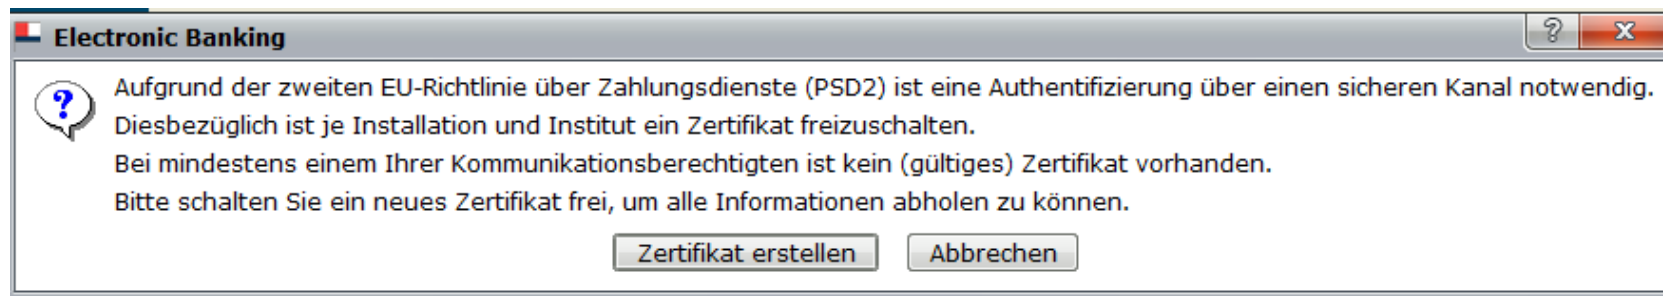 Electronic Banking
?
x
?
Aufgrund der zweiten EU-Richtlinie über Zahlungsdienste (PSD2) ist eine Authentifizierung über einen sicheren Kanal notwendig.
Diesbezüglich ist je Installation und Institut ein Zertifikat freizuschalten.
Bei mindestens einem Ihrer Kommunikationsberechtigten ist kein (gültiges) Zertifikat vorhanden.
Bitte schalten Sie ein neues Zertifikat frei, um alle Informationen abholen zu können.
Zertifikat erstellen
Abbrechen